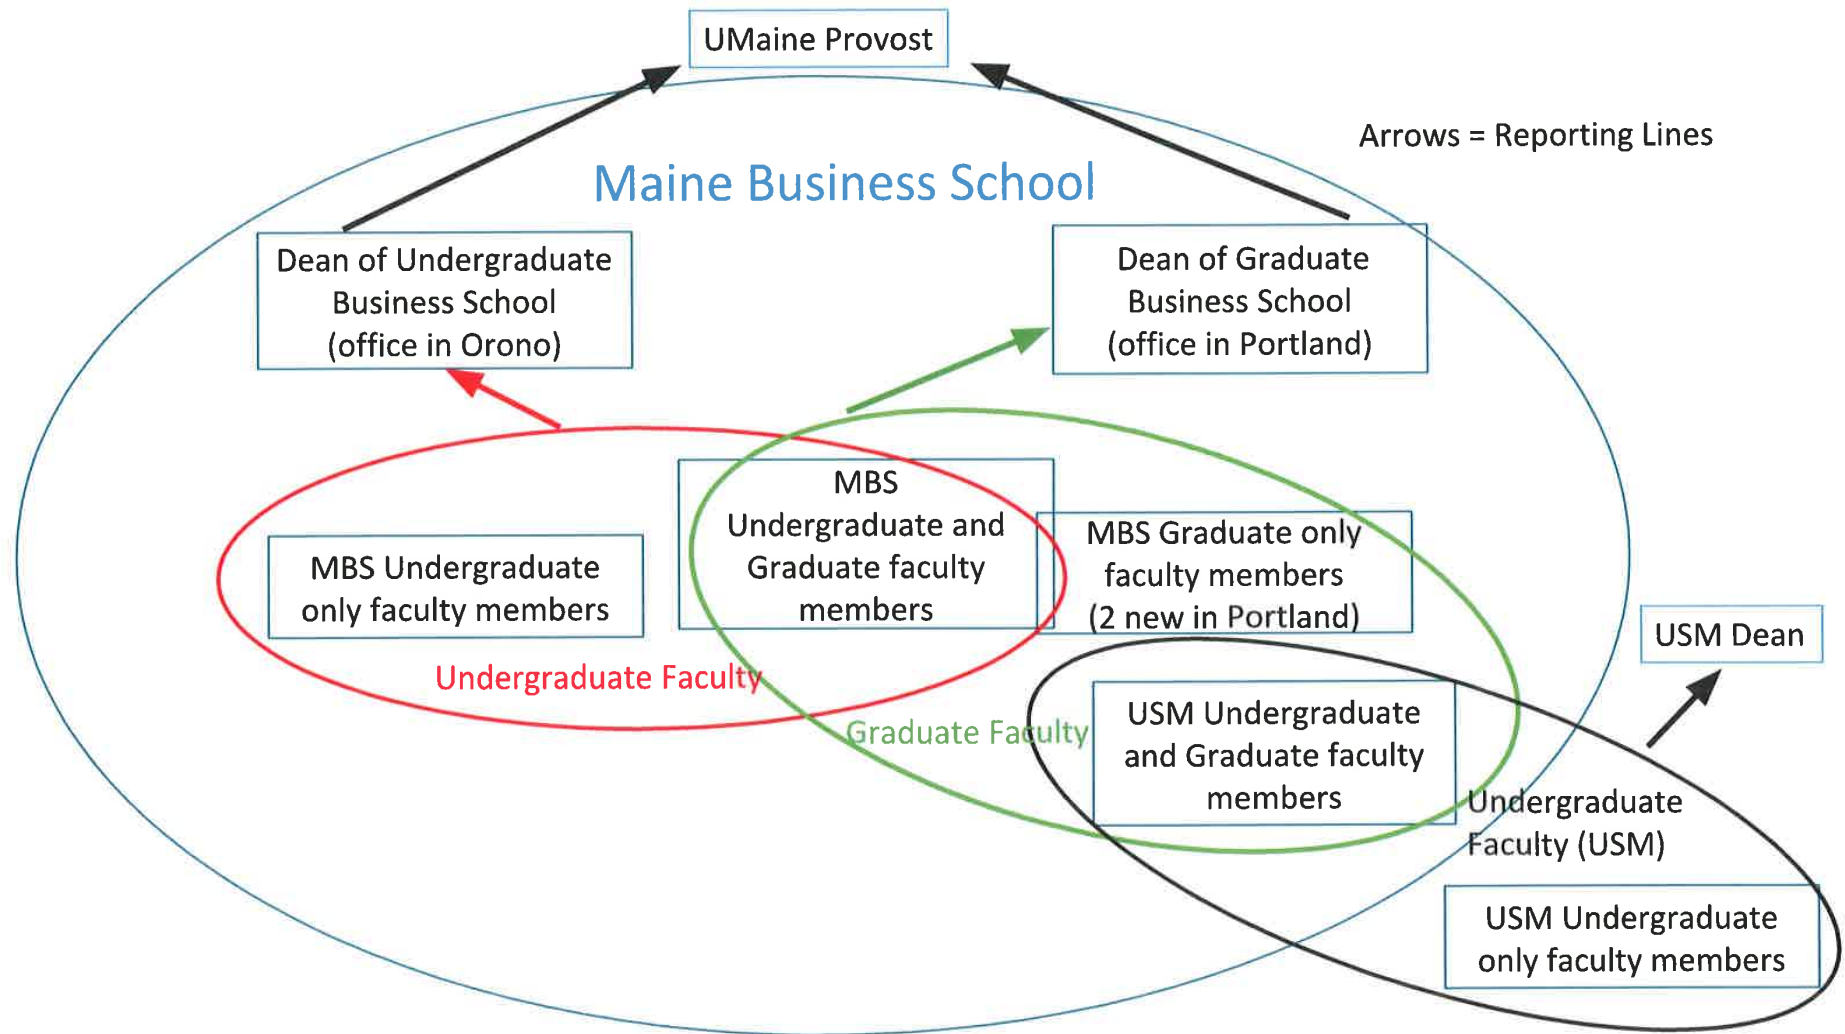 UMaine Provost
Arrows = Reporting Lines
Maine Business School
Dean of Undergraduate
Business School
(office in Orono)
Dean of Graduate
Business School
(office in Portland)
MBS
Undergraduate and
Graduate faculty
members
MBS Graduate only
faculty members
(2 new in Portland)
MBS Undergraduate
only faculty members
USM Dean
Undergraduate Faculty
Graduate Faculty
USM Undergraduate
and Graduate faculty
members
Undergraduate
Faculty (USM)
USM Undergraduate
only faculty members